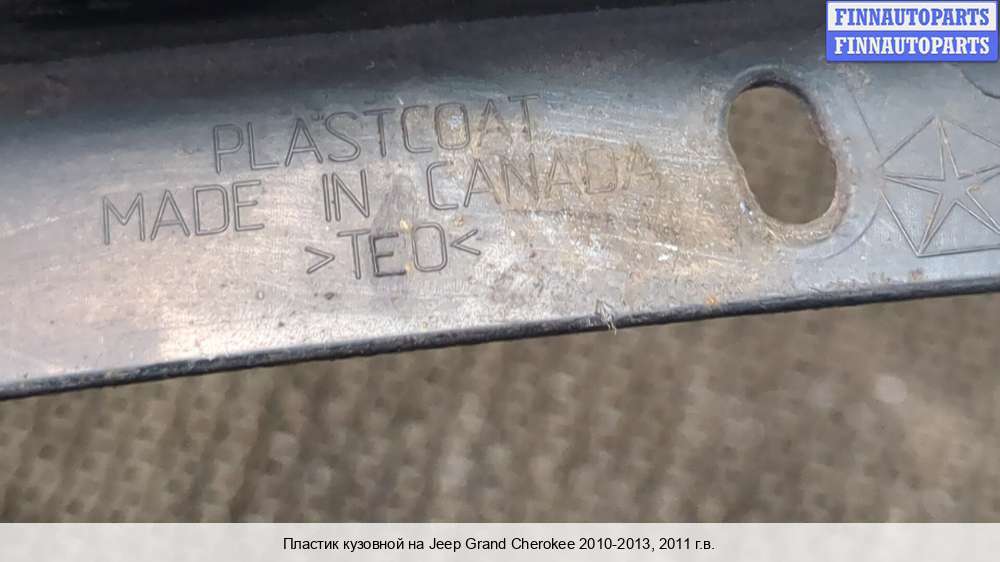 FINNAUTOPARTS
FINNAUTOPARTS
PLASTCOAT
MADE IN CANADA
>TEO<
Пластик кузовной на Jeep Grand Cherokee 2010-2013, 2011 г.в.